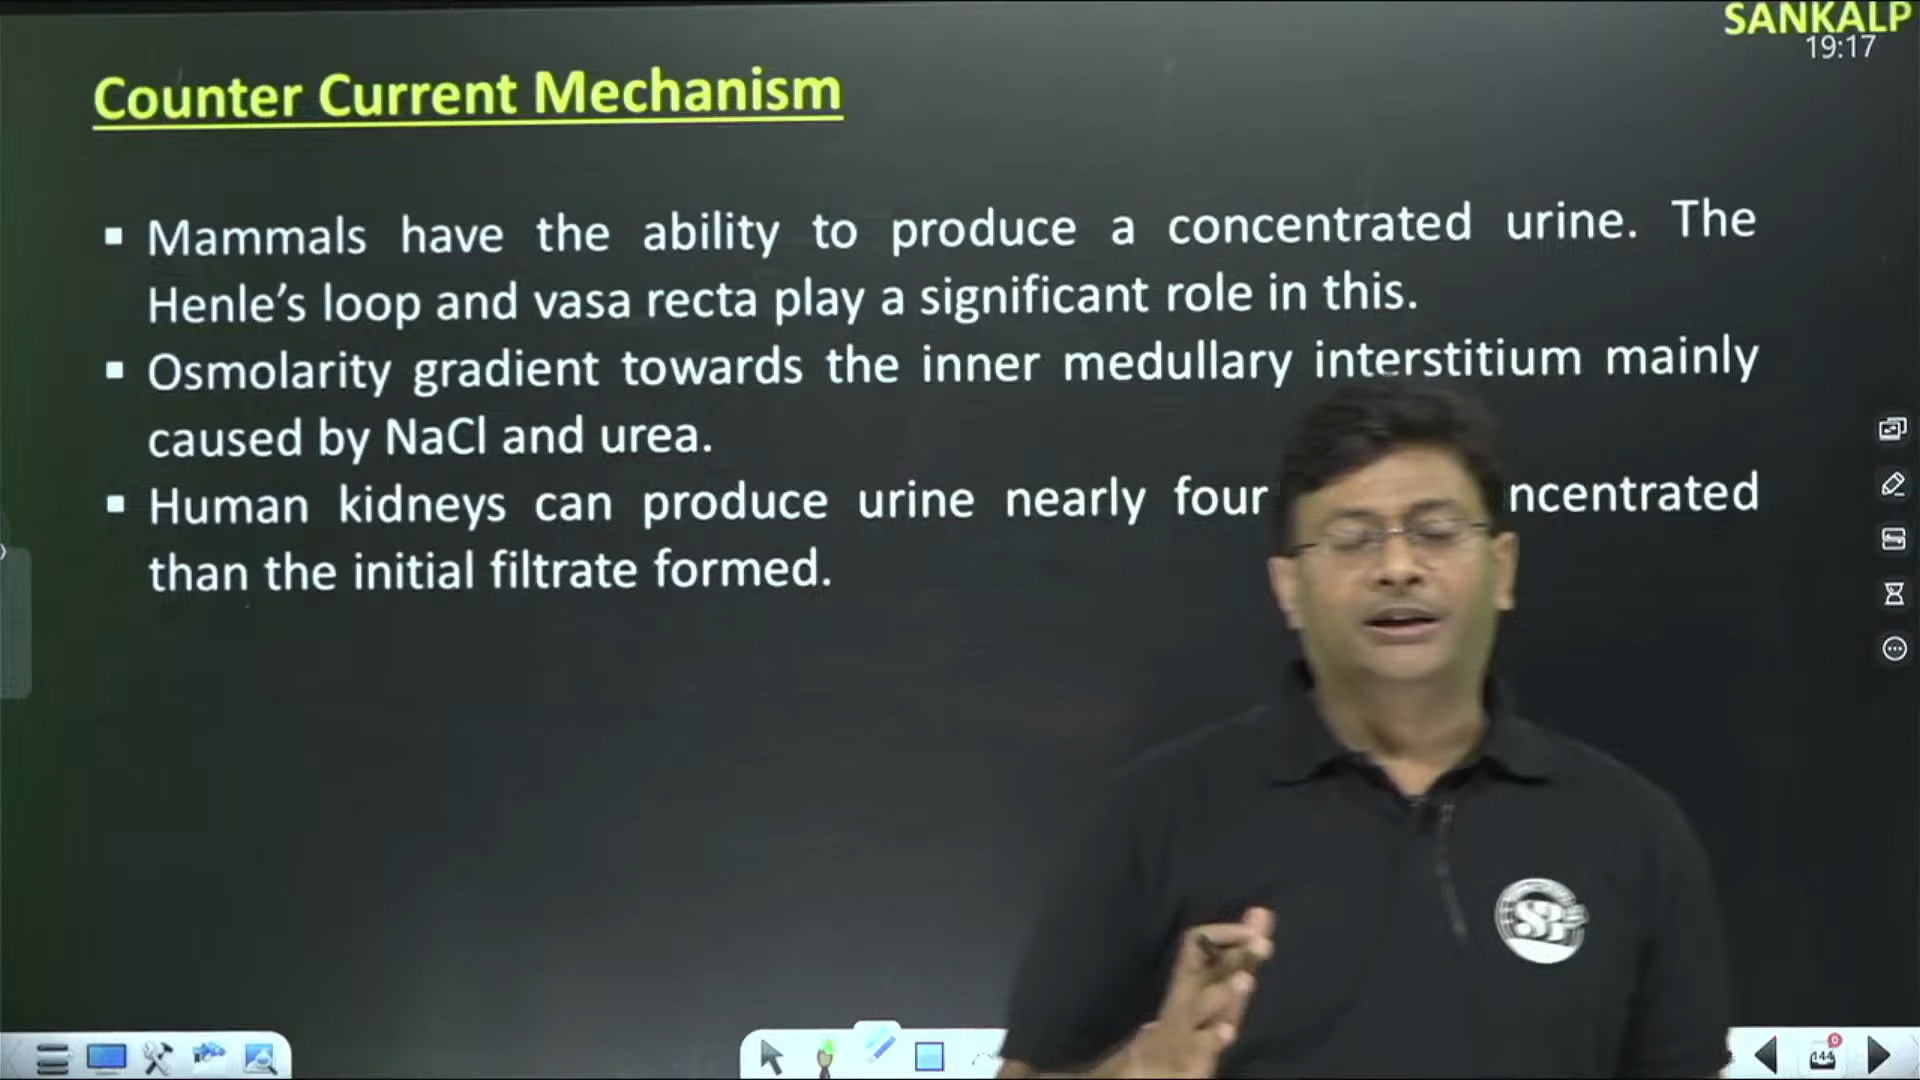 SANKALP
19:17
Counter Current Mechanism
▪ Mammals have the ability to produce a concentrated urine. The
Henle's loop and vasa recta play a significant role in this.
▪ Osmolarity gradient towards the inner medullary interstitium mainly
caused by NaCl and urea.
▪ Human kidneys can produce urine nearly four ncentrated
than the initial filtrate formed.
144
0